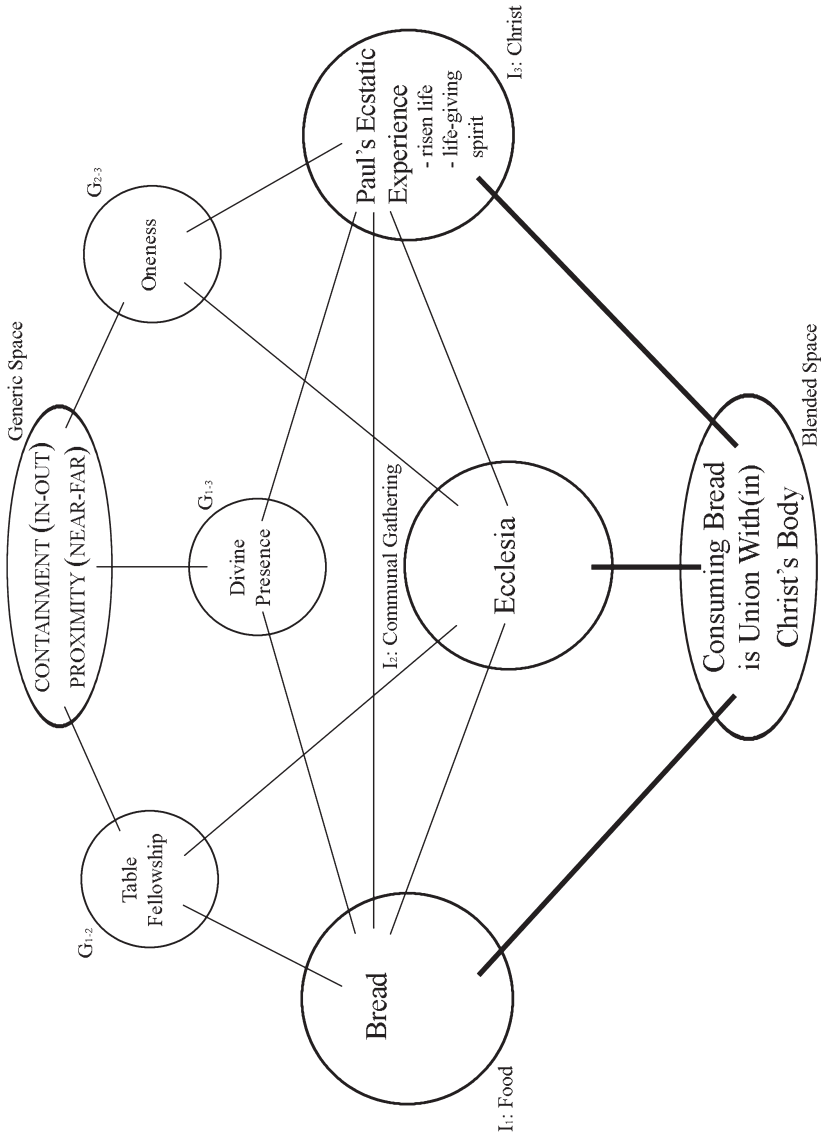 Generic Space
CONTAINMENT (IN-OUT)
PROXIMITY (NEAR-FAR)
G1-2
Table
Fellowship
G1-3
Divine
Presence
G2-3
Oneness
I1: Food
Bread
I2: Communal Gathering
Ecclesia
I3: Christ
Paul's Ecstatic
Experience
- risen life
- life-giving
spirit
Consuming Bread
is Union With(in)
Christ's Body
Blended Space